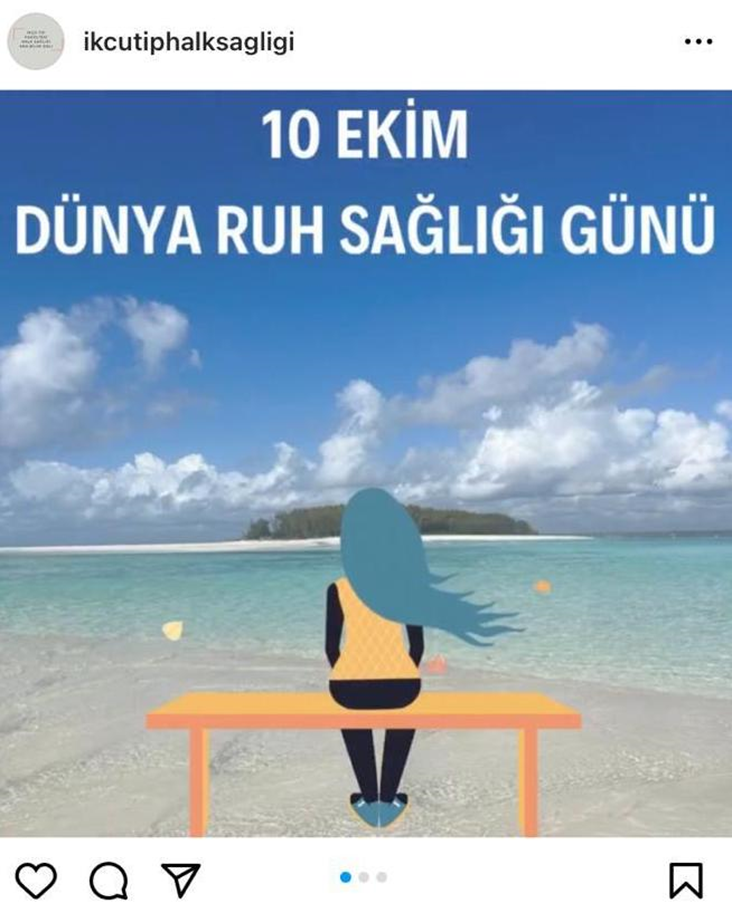 ikcutiphalksagligi
10 EKİM
DÜNYA RUH SAĞLIĞI GÜNÜ